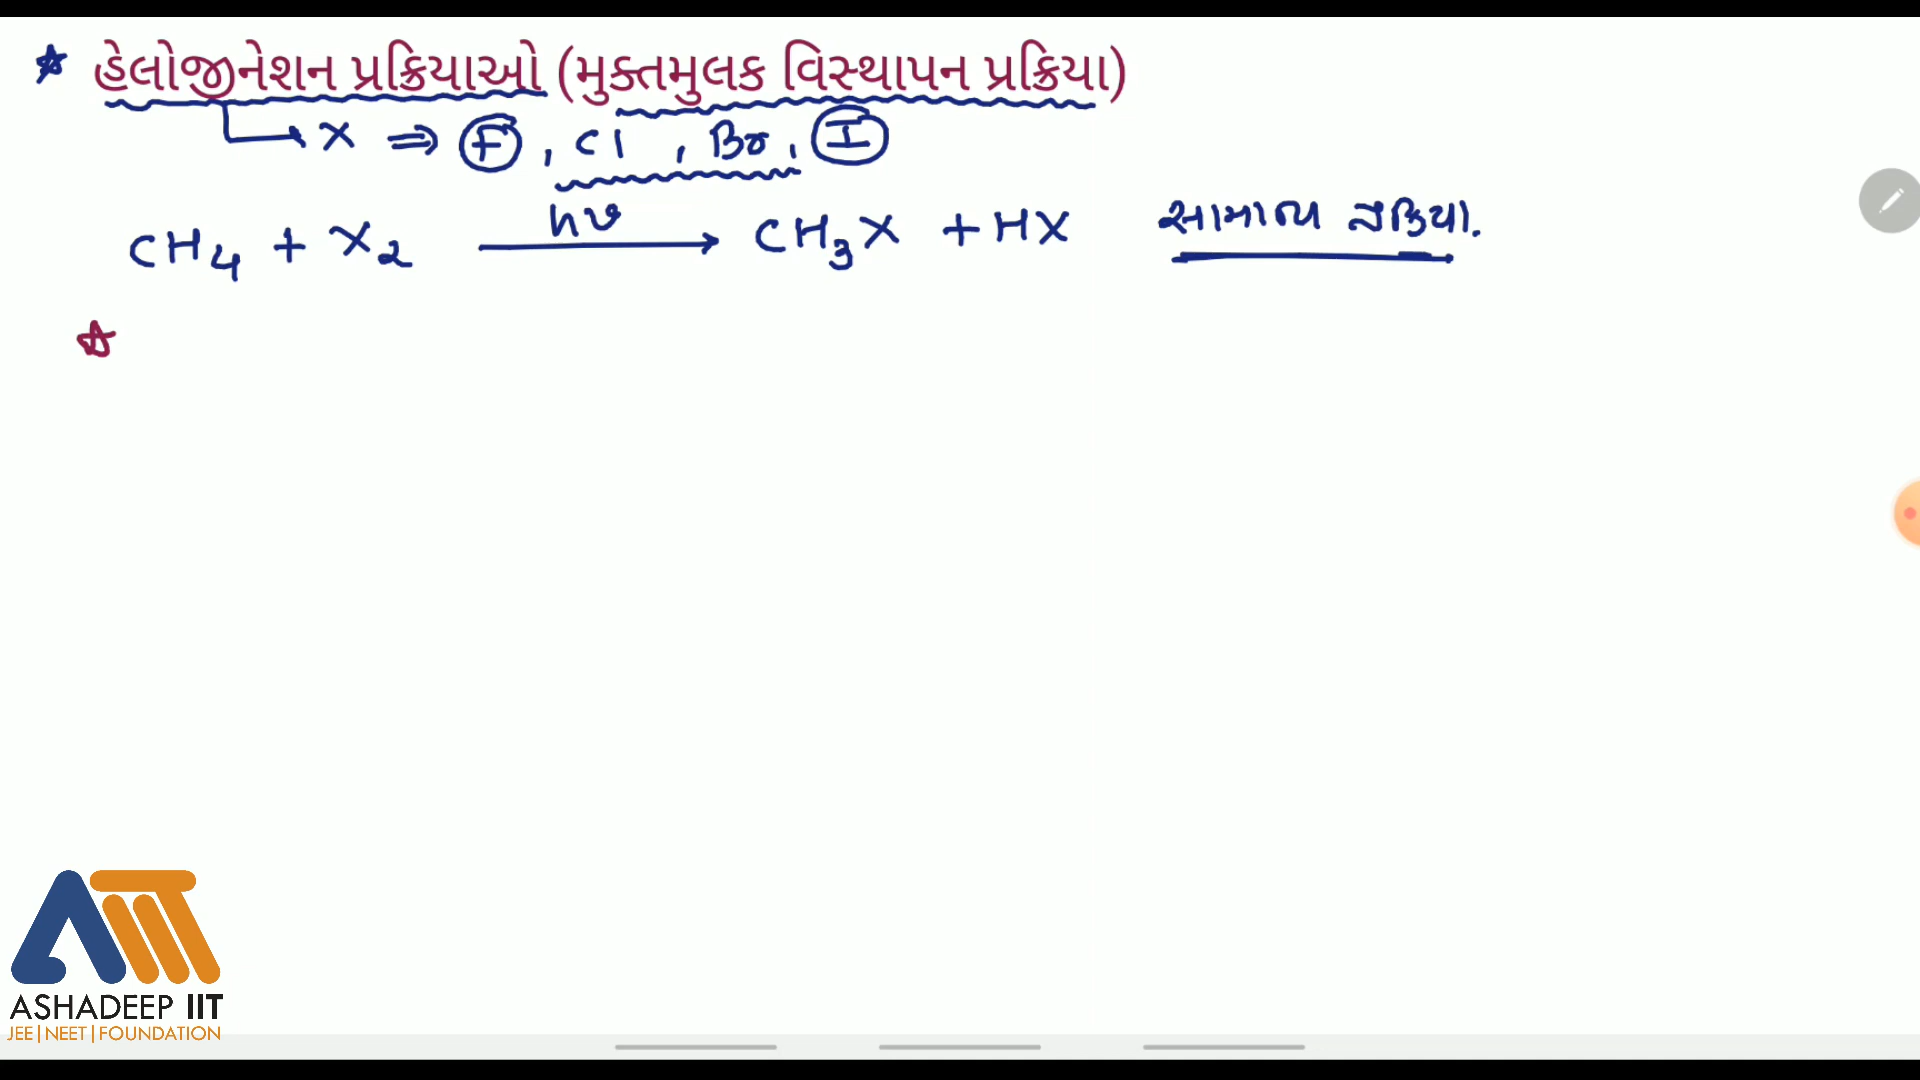 ☆ હેલોજીનેશન પ્રક્રિયાઓ (મુક્તમુલક વિસ્થાપન પ્રક્રિયા)
X ⇒ F, Cl, Br, I
CH₄ + X₂ —hν→ CH₃X + HX સામાન્ય પ્રક્રિયા.
☆
ASHADEEP IIT
JEE | NEET | FOUNDATION